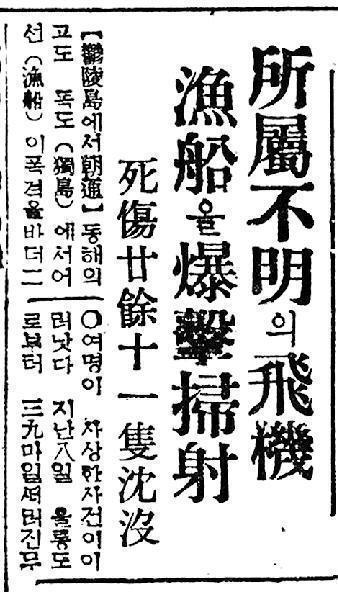 所屬不明의飛機
漁船을爆擊掃射
死傷廿餘十一隻沈沒
【鬱陵島에서朝通】동해의
고도 독도(獨島)에서어
선(漁船)이폭격을바더二
〇여명이 사상한사건이이
러낫다 지난八일 울릉도
로부터 三九마일ᄯᅥ러진무